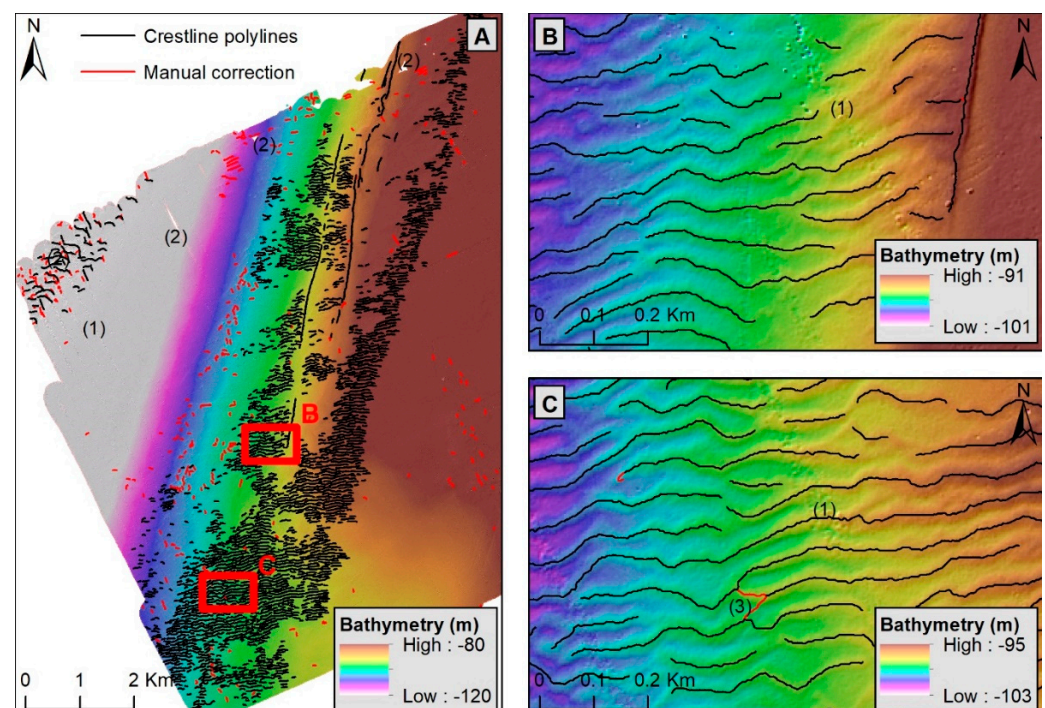 N
A
Crestline polylines
Manual correction
(2)
(2)
(2)
(1)
B
C
Bathymetry (m)
High : -80
Low : -120
0 1 2 Km
B
N
(1)
Bathymetry (m)
High : -91
Low : -101
0 0.1 0.2 Km
C
N
(1)
(3)
Bathymetry (m)
High : -95
Low : -103
0 0.1 0.2 Km